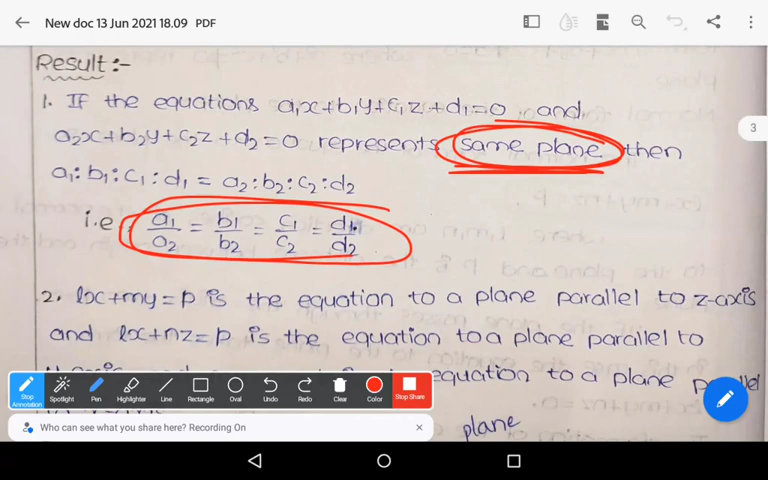 New doc 13 Jun 2021 18.09 PDF
3
Result:-
1. IF the equations a₁x+b₁y+c₁z+d₁=0 and
a₂x+b₂y+c₂z+d₂=0 represents same plane then
a₁:b₁:c₁:d₁ = a₂:b₂:c₂:d₂
i.e a₁/a₂ = b₁/b₂ = c₁/c₂ = d₁/d₂
2. lx+my=p is the equation to a plane parallel to z-axis
and lx+nz=p is the equation to a plane parallel to
equation to a plane parallel
plane
Stop Annotation Spotlight Pen Highlighter Line Rectangle Oval Undo Redo Clear Color Stop Share
Who can see what you share here? Recording On